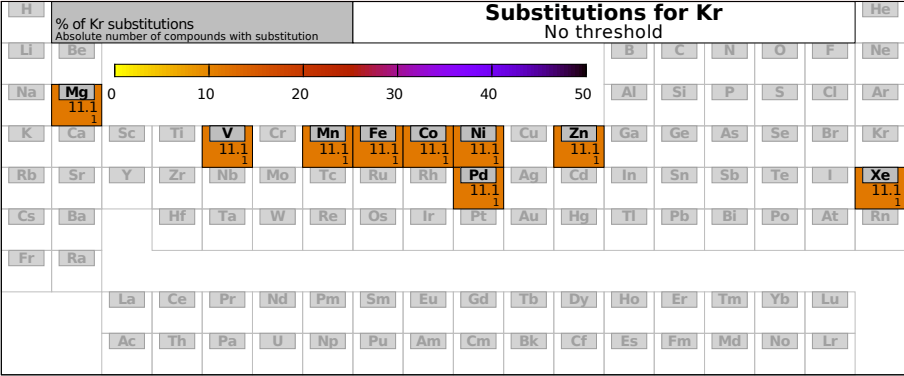 H % of Kr substitutions Substitutions for Kr He
Absolute number of compounds with substitution No threshold
Li Be B C N O F Ne
Na Mg 0 10 20 30 40 50 Al Si P S Cl Ar
11.1
1
K Ca Sc Ti V Cr Mn Fe Co Ni Cu Zn Ga Ge As Se Br Kr
11.1 11.1 11.1 11.1 11.1 11.1
1 1 1 1 1 1
Rb Sr Y Zr Nb Mo Tc Ru Rh Pd Ag Cd In Sn Sb Te I Xe
11.1 11.1
1 1
Cs Ba Hf Ta W Re Os Ir Pt Au Hg Tl Pb Bi Po At Rn
Fr Ra
La Ce Pr Nd Pm Sm Eu Gd Tb Dy Ho Er Tm Yb Lu
Ac Th Pa U Np Pu Am Cm Bk Cf Es Fm Md No Lr